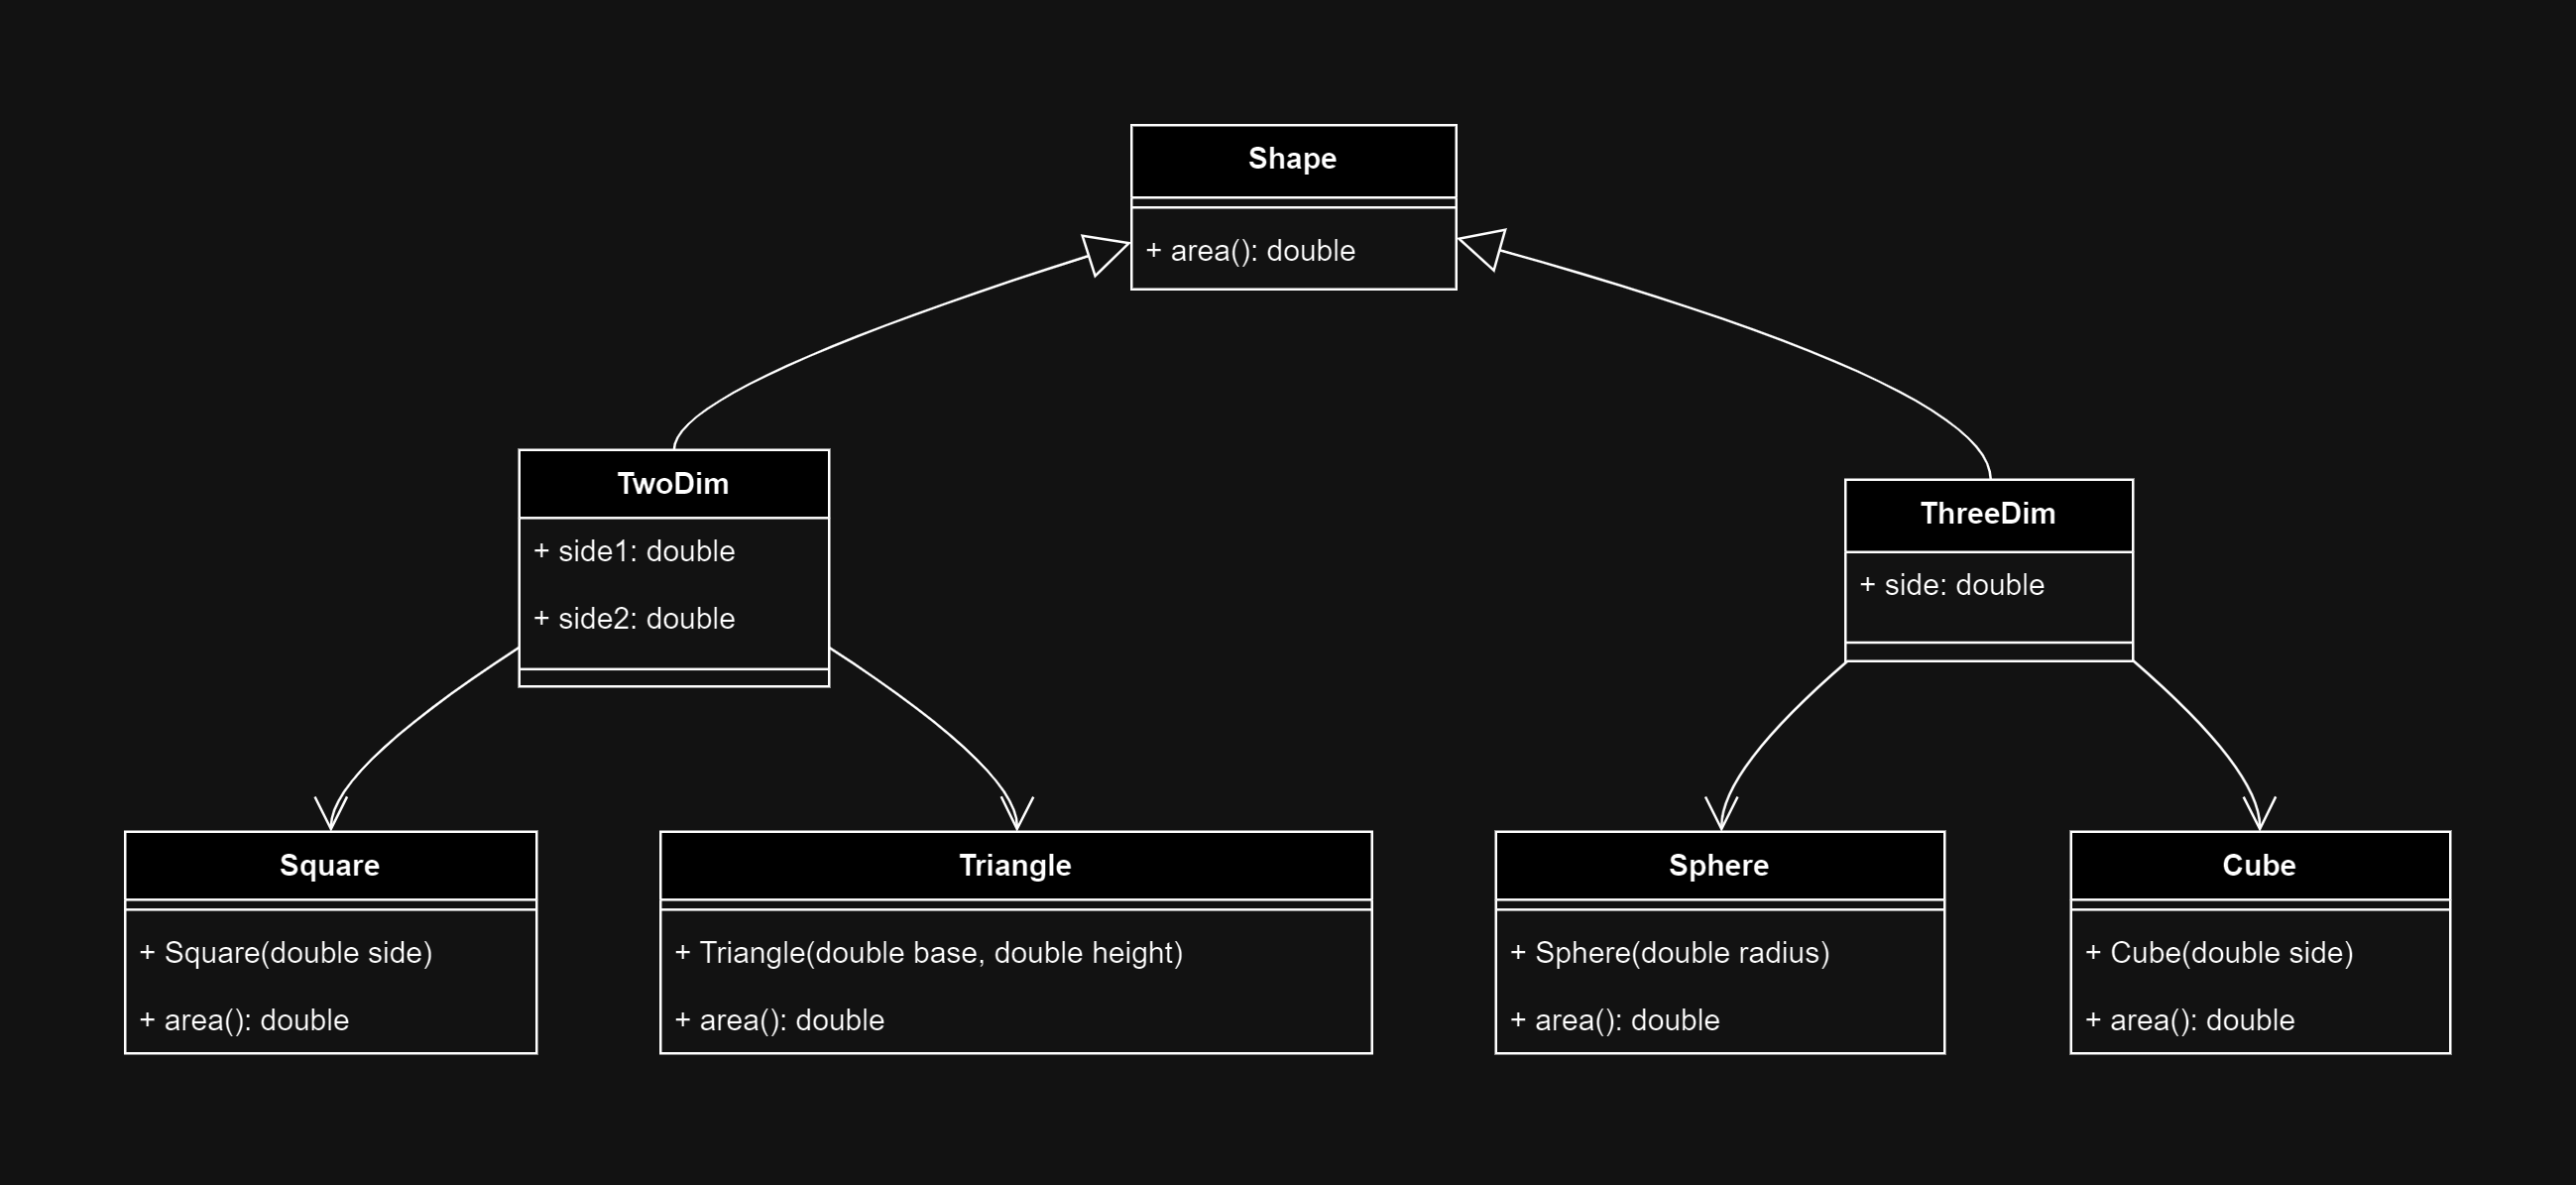 Shape
+ area(): double
TwoDim
+ side1: double
+ side2: double
ThreeDim
+ side: double
Square
+ Square(double side)
+ area(): double
Triangle
+ Triangle(double base, double height)
+ area(): double
Sphere
+ Sphere(double radius)
+ area(): double
Cube
+ Cube(double side)
+ area(): double